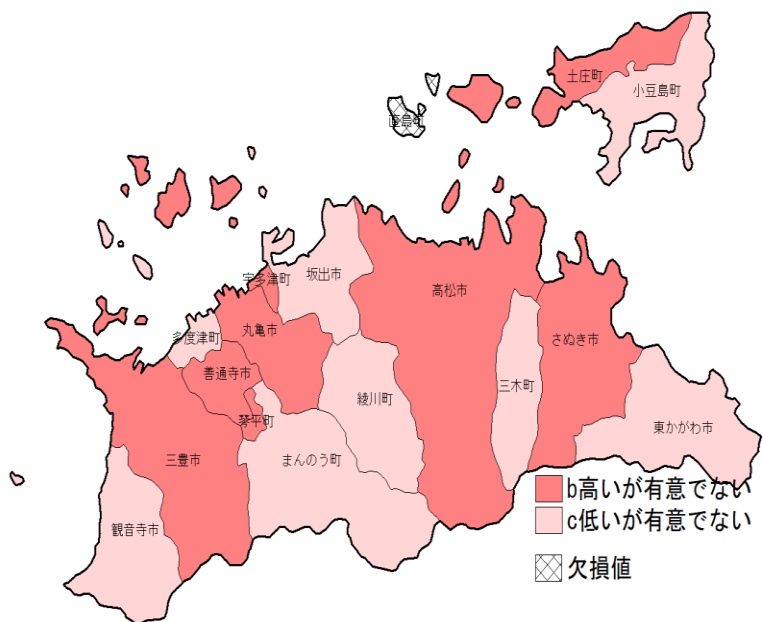 土庄町
小豆島町
直島町
宇多津町
坂出市
高松市
多度津町
丸亀市
さぬき市
善通寺市
三木町
綾川町
琴平町
東かがわ市
三豊市
まんのう町
観音寺市
b高いが有意でない
c低いが有意でない
欠損値